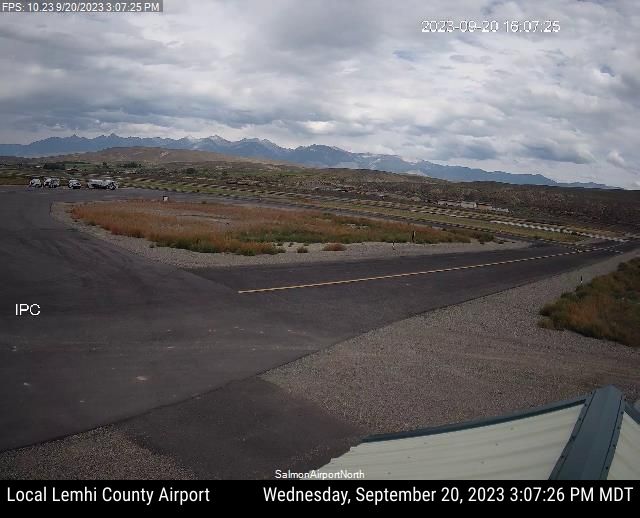 FPS: 10.23 9/20/2023 3:07:25 PM
2023-09-20 15:07:25
IPC
SalmonAirportNorth
Local Lemhi County Airport Wednesday, September 20, 2023 3:07:26 PM MDT